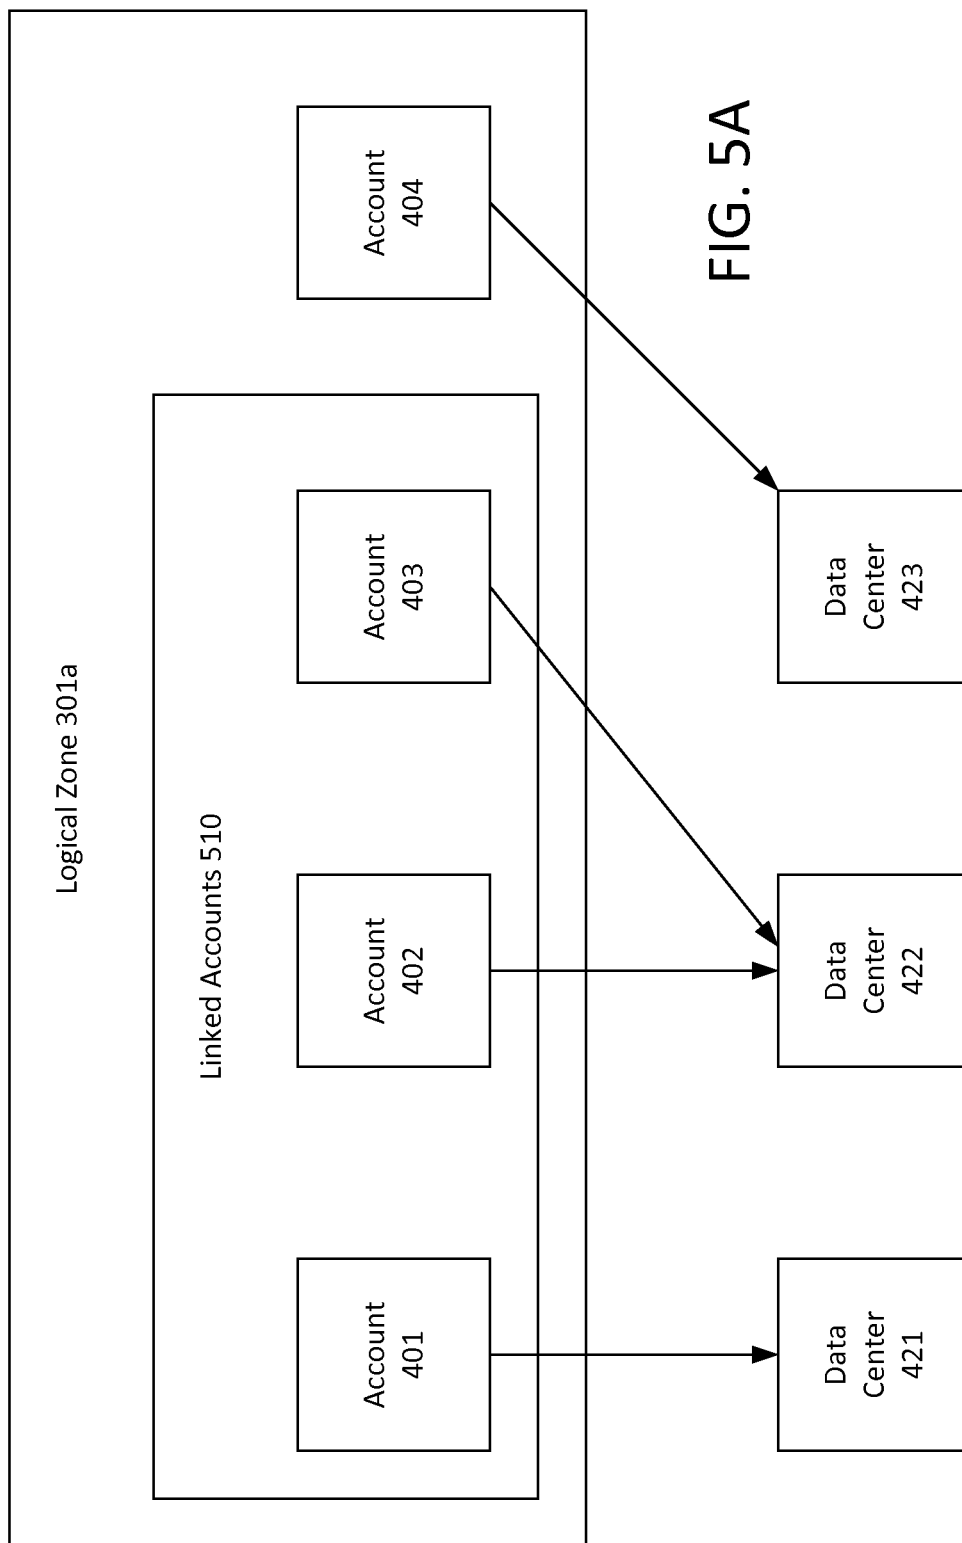 Logical Zone 301a
Linked Accounts 510
Account
401
Account
402
Account
403
Account
404
Data
Center
421
Data
Center
422
Data
Center
423
FIG. 5A